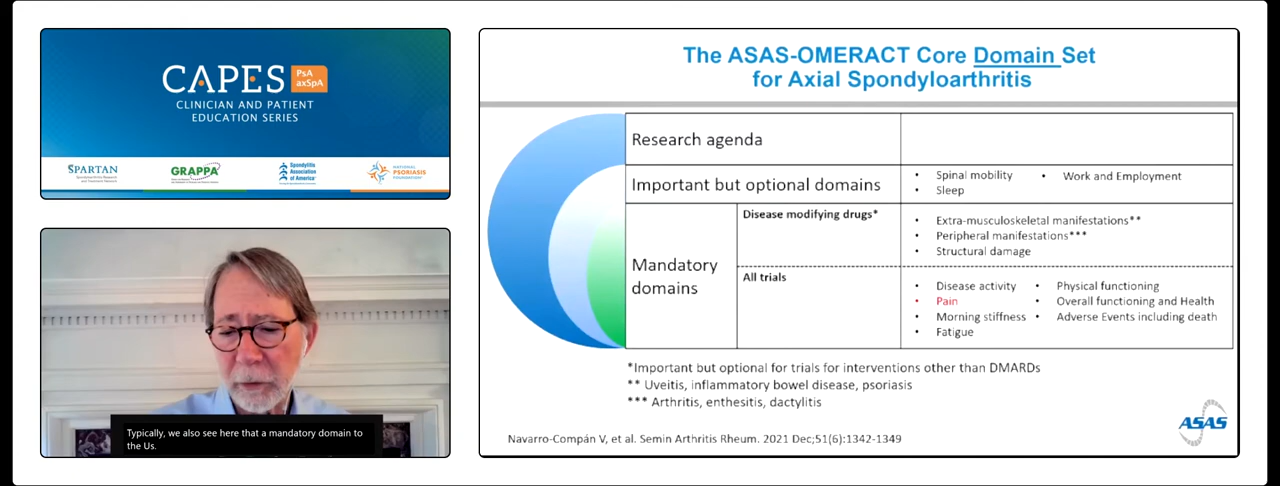 CAPES
PsA
axSpA
CLINICIAN AND PATIENT
EDUCATION SERIES
SPARTAN
GRAPPA
Spondylitis
Association
of America
NATIONAL
PSORIASIS
FOUNDATION
Typically, we also see here that a mandatory domain to
the Us.
The ASAS-OMERACT Core Domain Set
for Axial Spondyloarthritis
Research agenda
Important but optional domains
• Spinal mobility • Work and Employment
• Sleep
Mandatory
domains
Disease modifying drugs*
• Extra-musculoskeletal manifestations**
• Peripheral manifestations***
• Structural damage
All trials
• Disease activity • Physical functioning
• Pain • Overall functioning and Health
• Morning stiffness • Adverse Events including death
• Fatigue
*Important but optional for trials for interventions other than DMARDs
** Uveitis, inflammatory bowel disease, psoriasis
*** Arthritis, enthesitis, dactylitis
Navarro-Compán V, et al. Semin Arthritis Rheum. 2021 Dec;51(6):1342-1349
ASAS